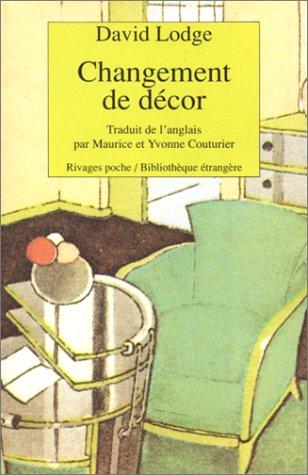 David Lodge
Changement
de décor
Traduit de l'anglais
par Maurice et Yvonne Couturier
Rivages poche / Bibliothèque étrangère